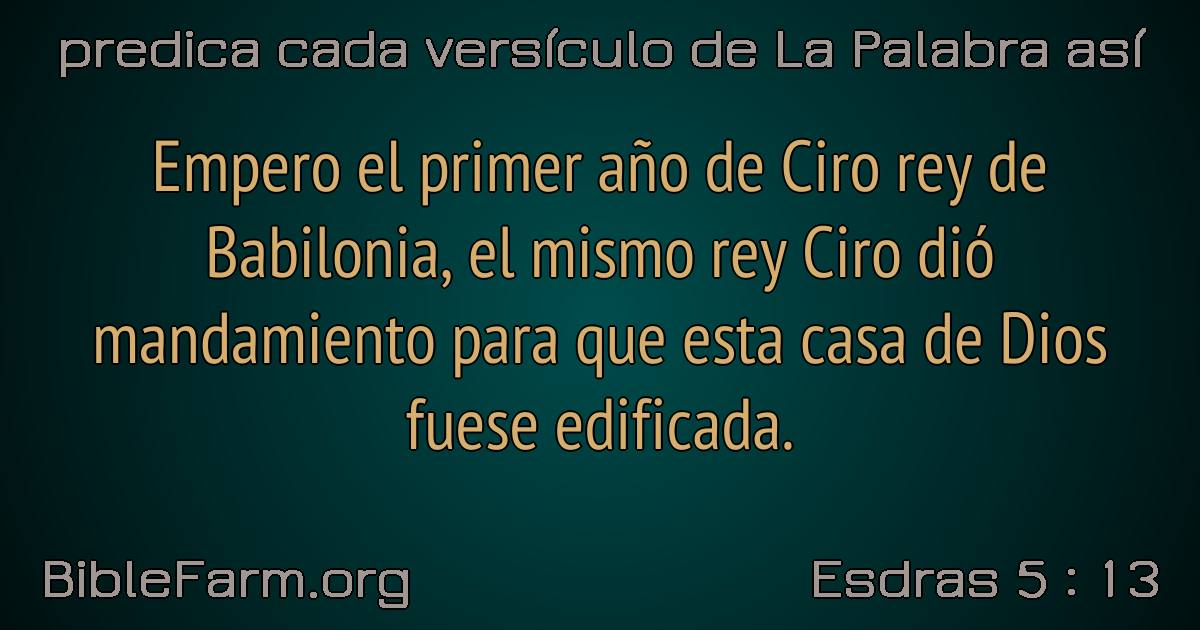 predica cada versículo de La Palabra así
Empero el primer año de Ciro rey de
Babilonia, el mismo rey Ciro dió
mandamiento para que esta casa de Dios
fuese edificada.
BibleFarm.org
Esdras 5 : 13